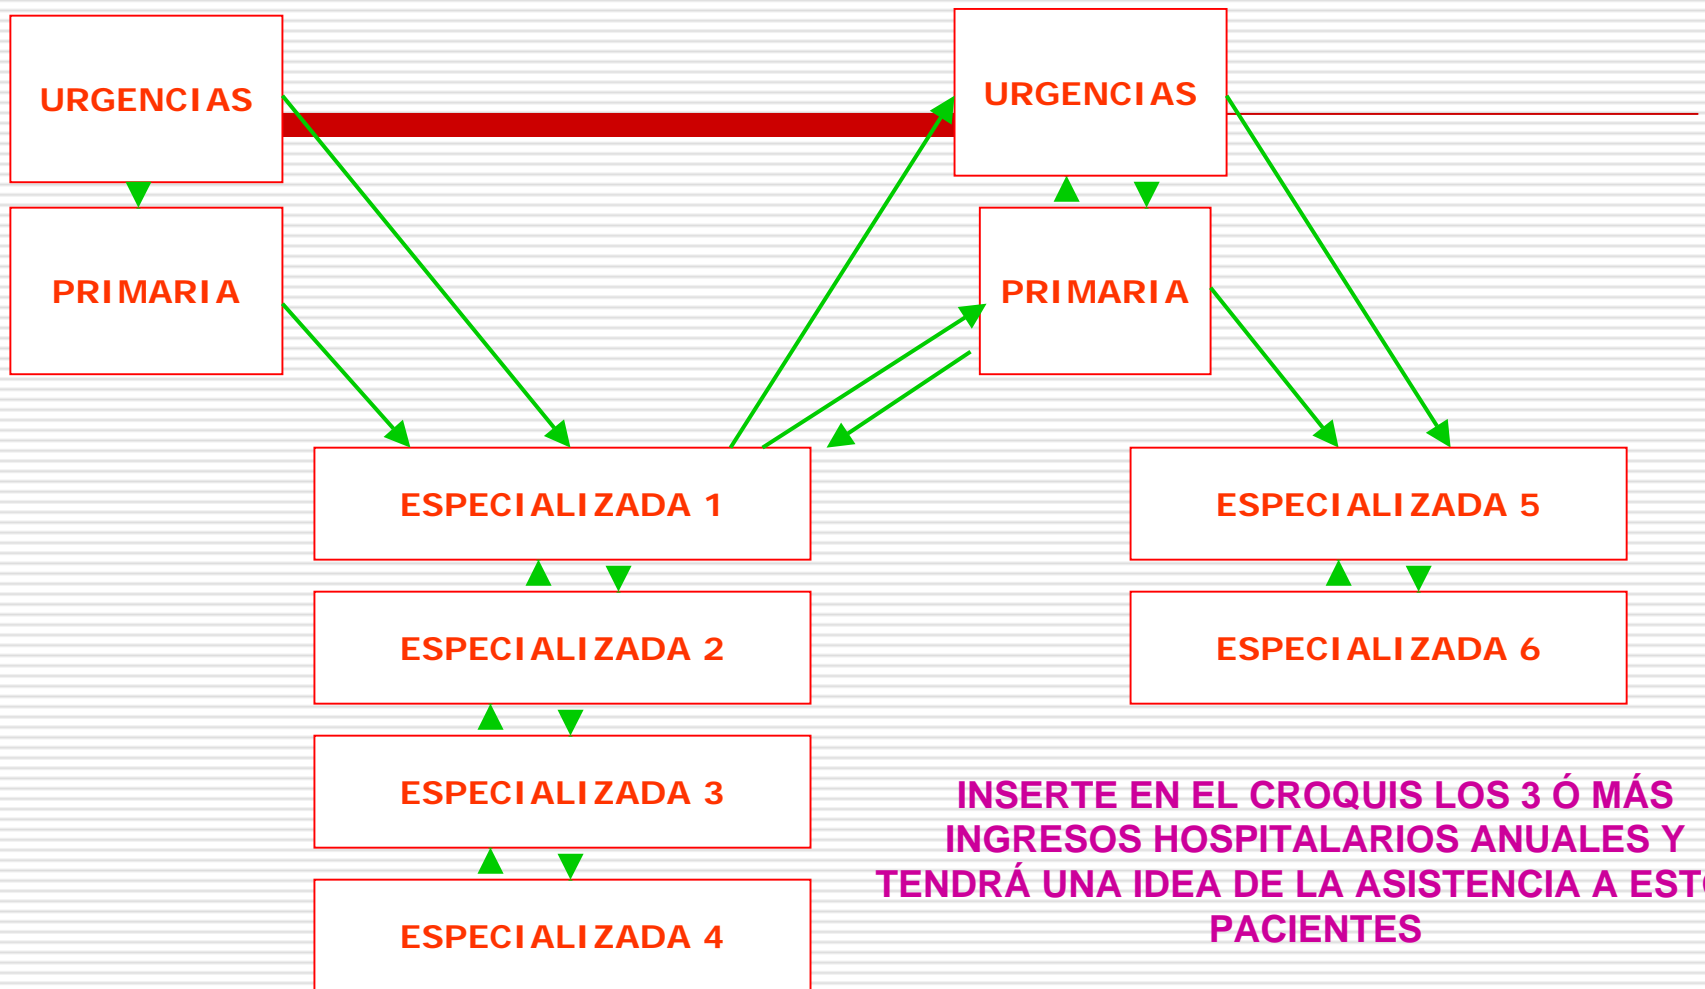 URGENCIAS
URGENCIAS
PRIMARIA
PRIMARIA
ESPECIALIZADA 1
ESPECIALIZADA 5
ESPECIALIZADA 2
ESPECIALIZADA 6
ESPECIALIZADA 3
ESPECIALIZADA 4
INSERTE EN EL CROQUIS LOS 3 Ó MÁS
INGRESOS HOSPITALARIOS ANUALES Y
TENDRÁ UNA IDEA DE LA ASISTENCIA A
PACIENTES